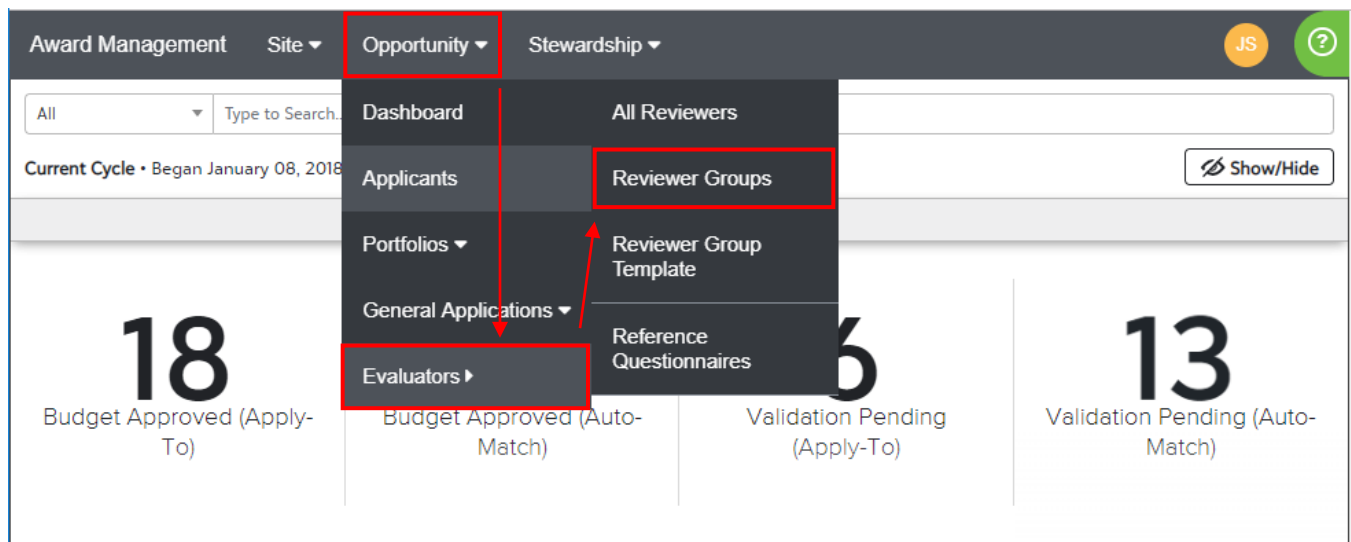 Award Management Site Opportunity Stewardship JS ?
All Type to Search..
Current Cycle • Began January 08, 2018
Show/Hide
Dashboard
Applicants
Portfolios
General Applications
Evaluators
All Reviewers
Reviewer Groups
Reviewer Group
Template
Reference
Questionnaires
18
Budget Approved (Apply-
To)
Budget Approved (Auto-
Match)
Validation Pending
(Apply-To)
13
Validation Pending (Auto-
Match)